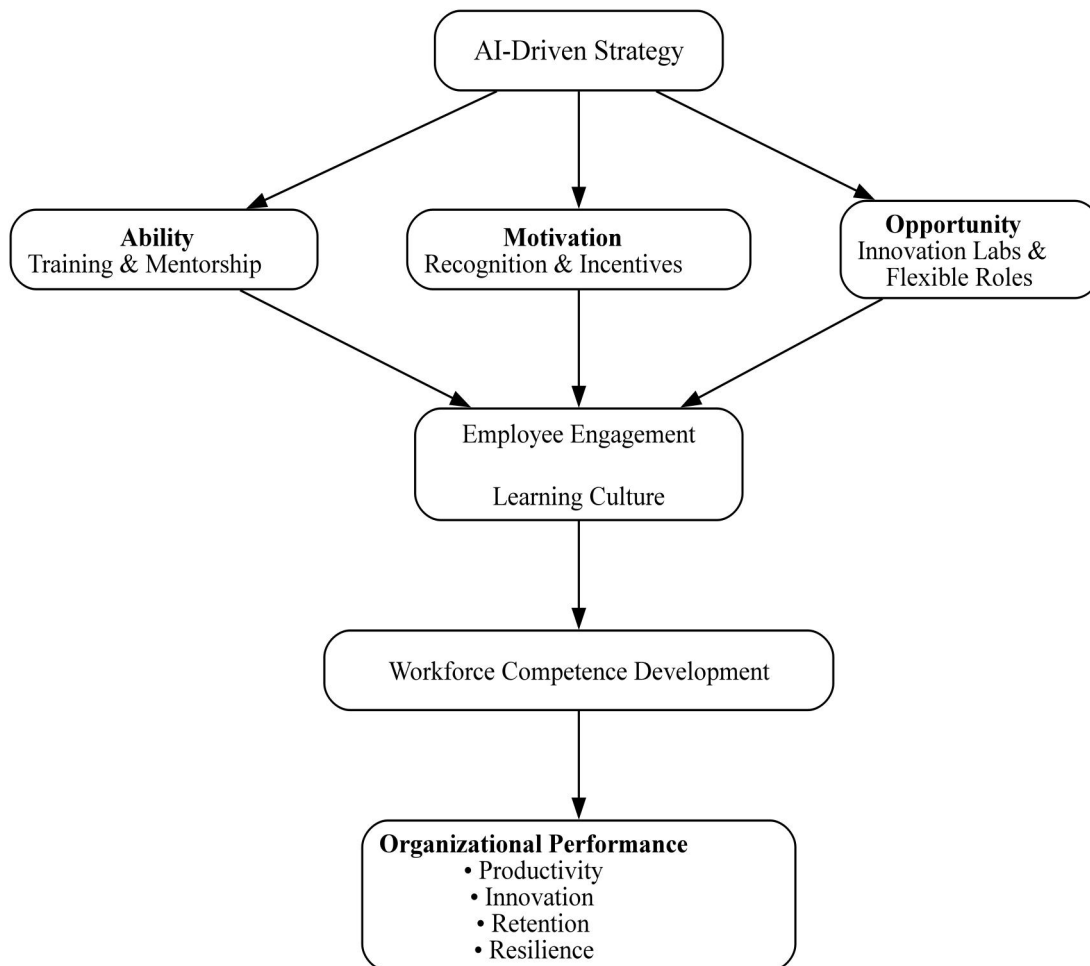 AI-Driven Strategy
Ability
Training & Mentorship
Motivation
Recognition & Incentives
Opportunity
Innovation Labs &
Flexible Roles
Employee Engagement
Learning Culture
Workforce Competence Development
Organizational Performance
• Productivity
• Innovation
• Retention
• Resilience